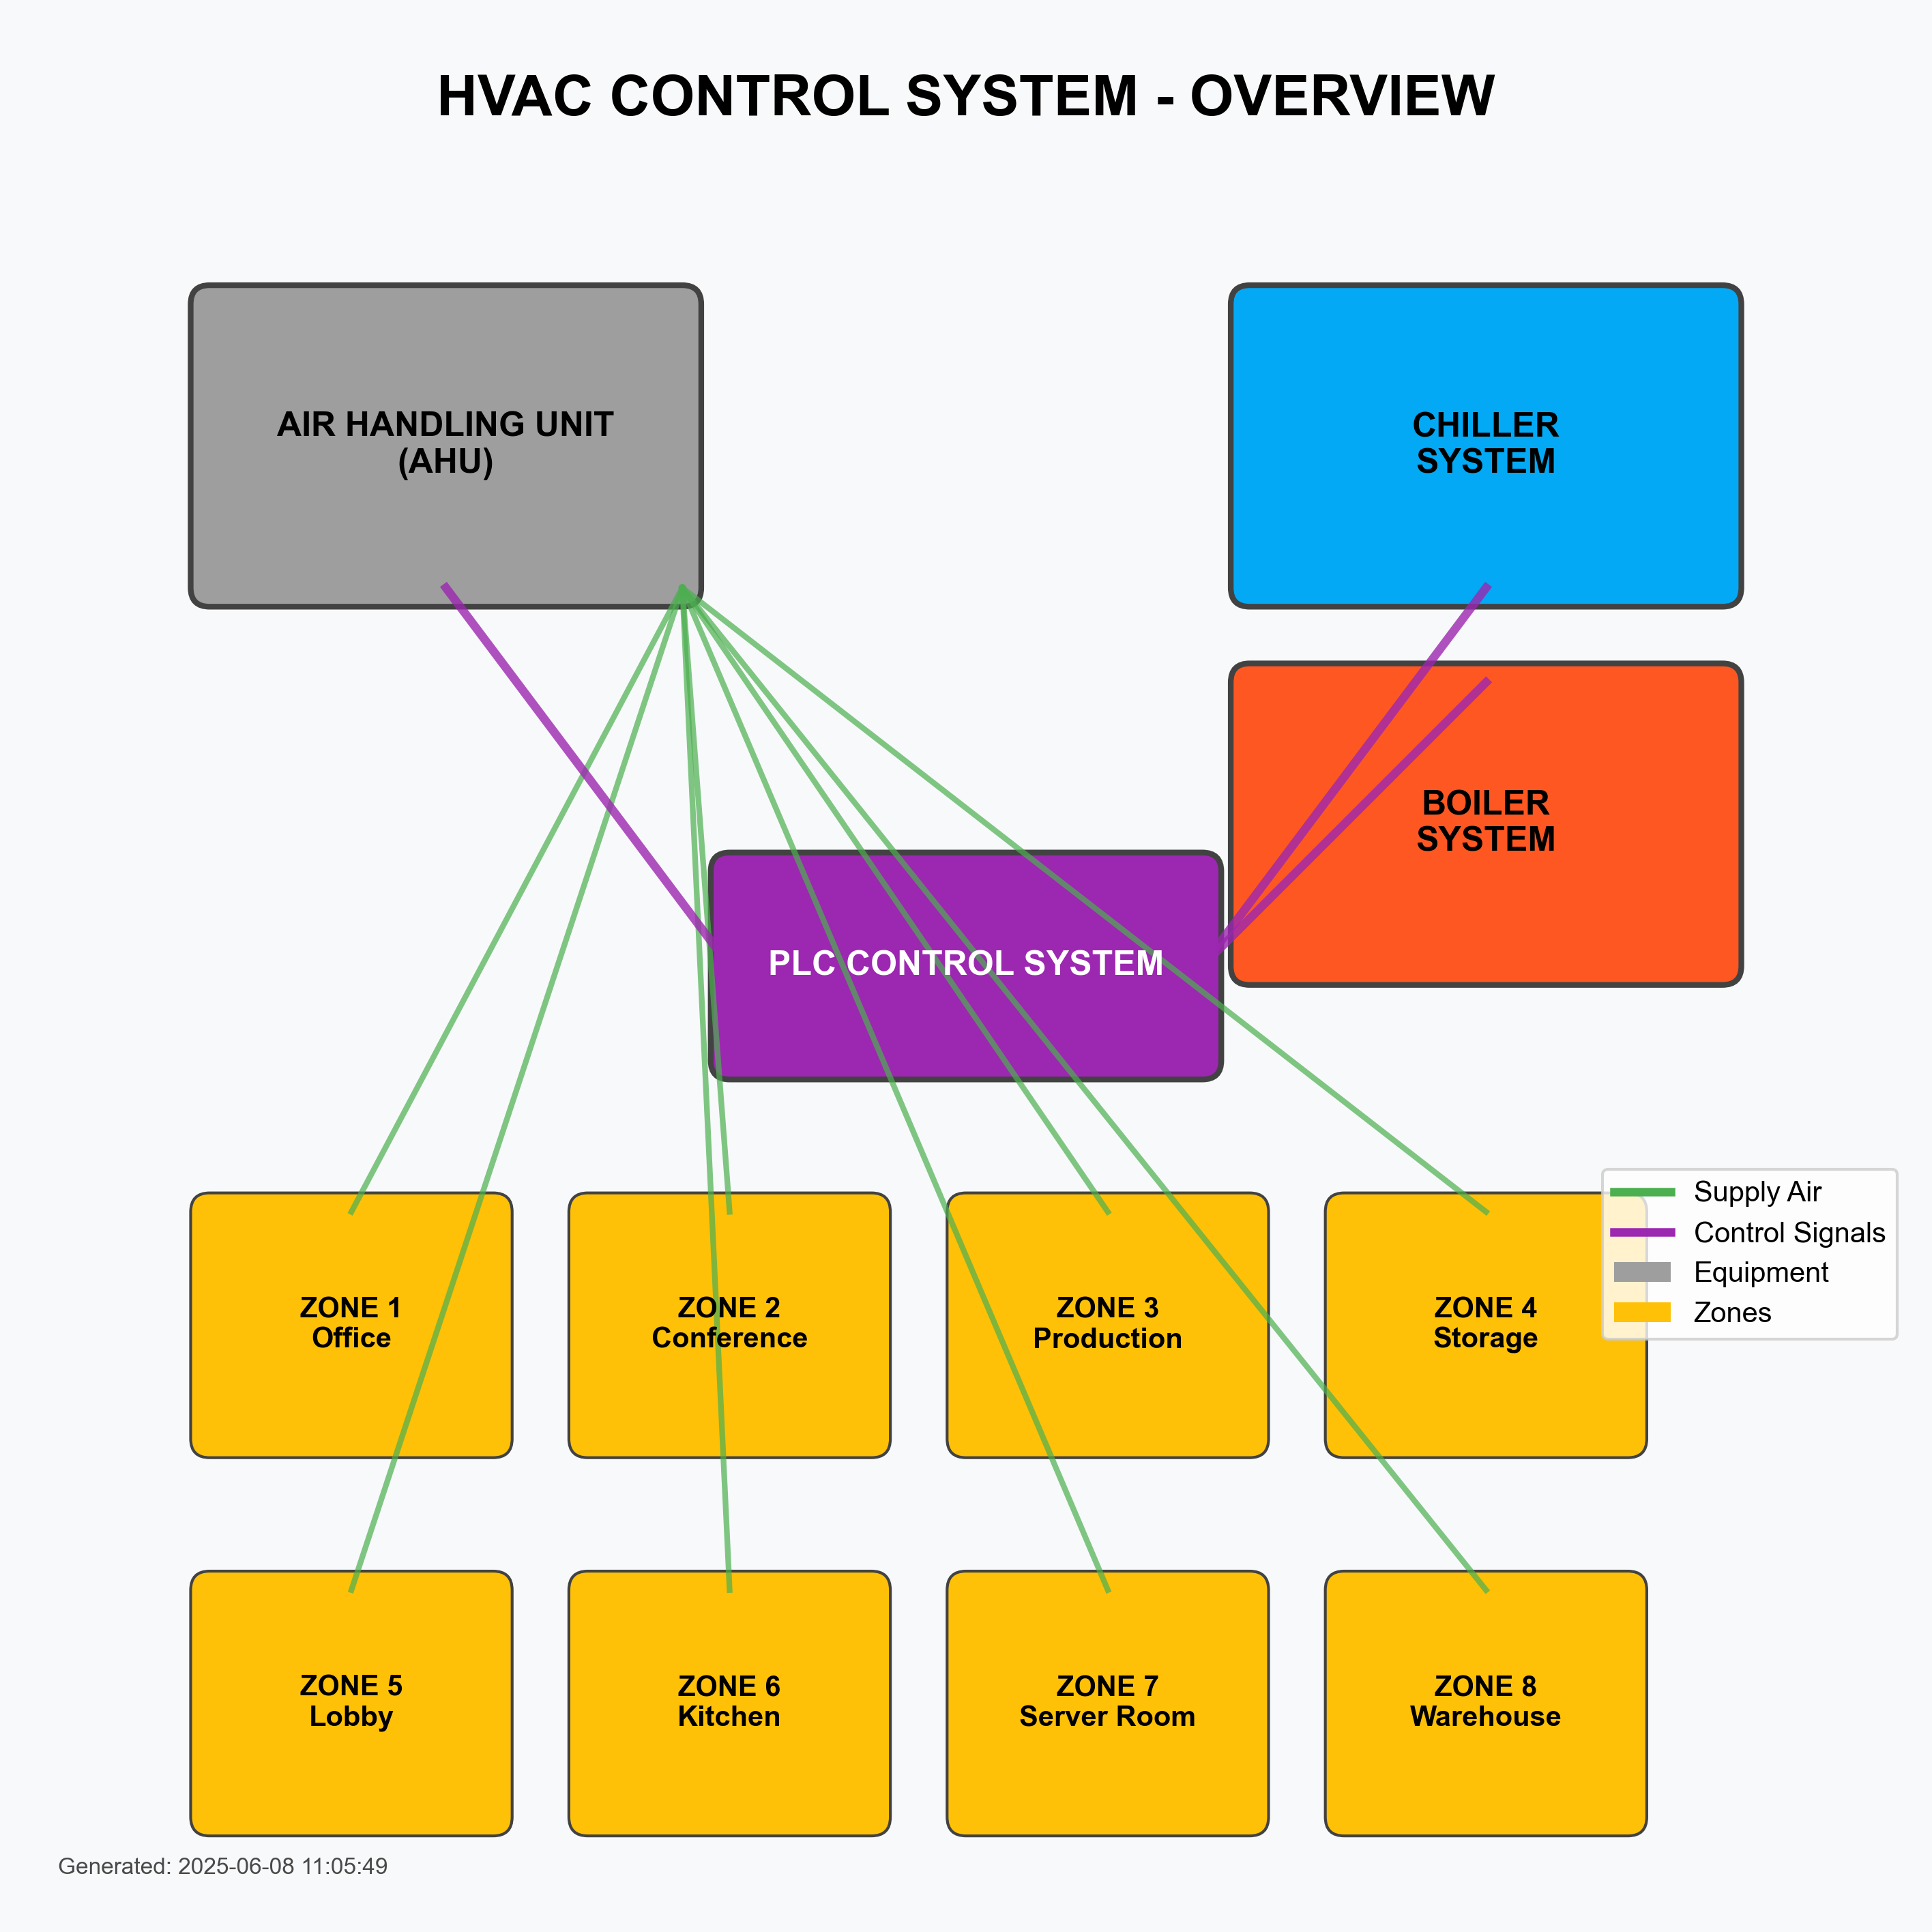 HVAC CONTROL SYSTEM - OVERVIEW
AIR HANDLING UNIT
(AHU)
CHILLER
SYSTEM
BOILER
SYSTEM
PLC CONTROL SYSTEM
Supply Air
Control Signals
Equipment
Zones
ZONE 1
Office
ZONE 2
Conference
ZONE 3
Production
ZONE 4
Storage
ZONE 5
Lobby
ZONE 6
Kitchen
ZONE 7
Server Room
ZONE 8
Warehouse
Generated: 2025-06-08 11:05:49